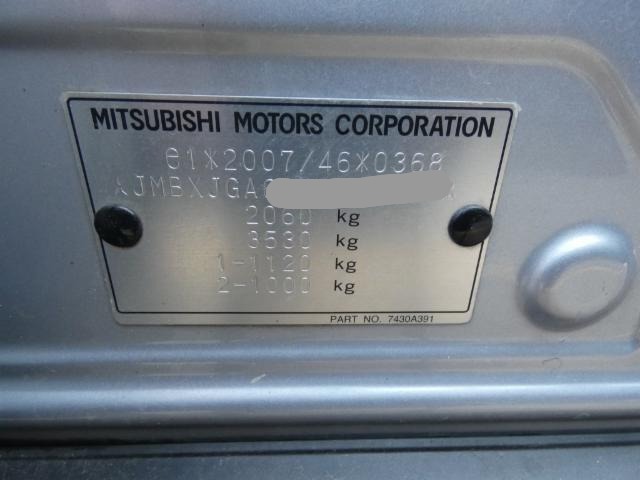 MITSUBISHI MOTORS CORPORATION
e1*2007/46*0368
*JMBXJGA
2060 kg
3530 kg
1-1120 kg
2-1000 kg
PART NO. 7430A391